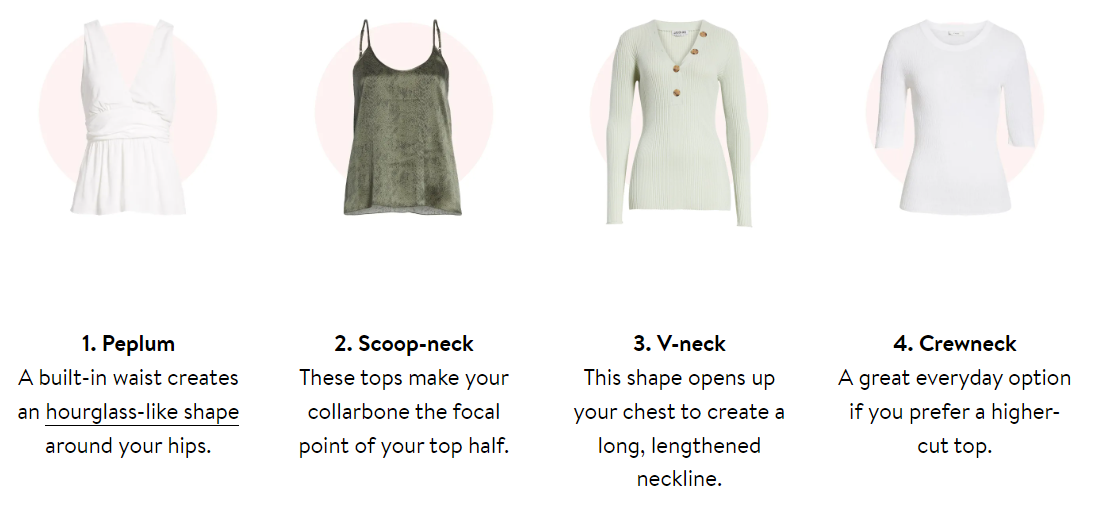 1. Peplum
A built-in waist creates
an hourglass-like shape
around your hips.
2. Scoop-neck
These tops make your
collarbone the focal
point of your top half.
3. V-neck
This shape opens up
your chest to create a
long, lengthened
neckline.
4. Crewneck
A great everyday option
if you prefer a higher-
cut top.